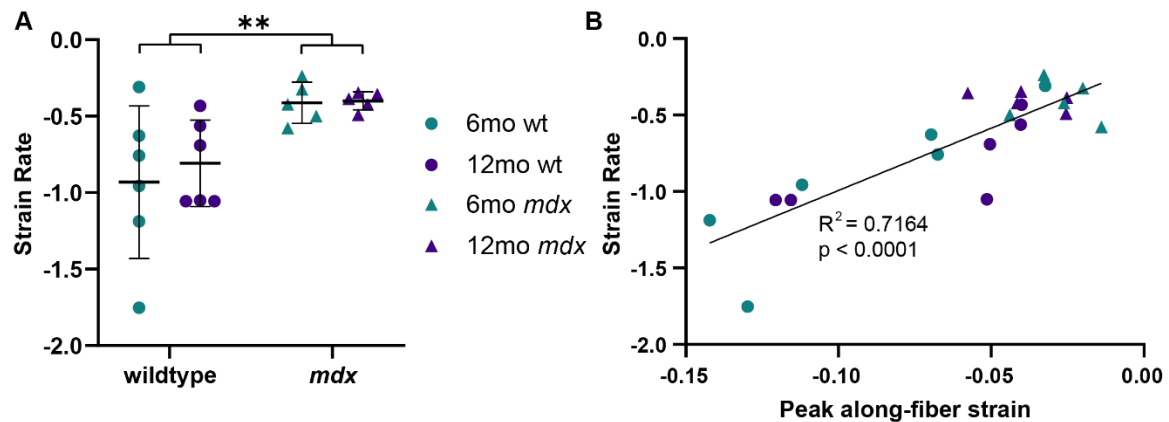 A
**
0.0
-0.5
-1.0
-1.5
-2.0
Strain Rate
wildtype
mdx
6mo wt
12mo wt
6mo mdx
12mo mdx
B
0.0
-0.5
-1.0
-1.5
-2.0
Strain Rate
R² = 0.7164
p < 0.0001
-0.15
-0.10
-0.05
0.00
Peak along-fiber strain